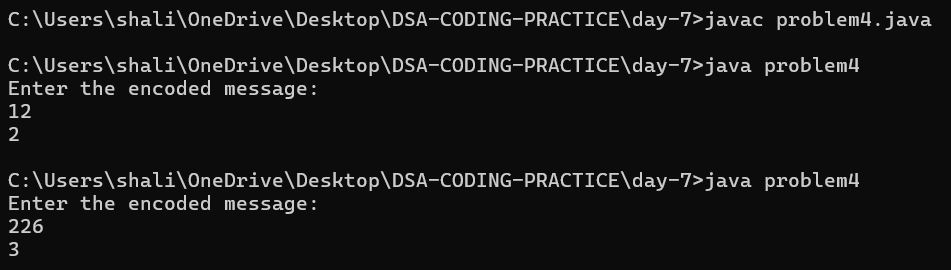 C:\Users\shali\OneDrive\Desktop\DSA-CODING-PRACTICE\day-7>javac problem4.java
C:\Users\shali\OneDrive\Desktop\DSA-CODING-PRACTICE\day-7>java problem4
Enter the encoded message:
12
2
C:\Users\shali\OneDrive\Desktop\DSA-CODING-PRACTICE\day-7>java problem4
Enter the encoded message:
226
3